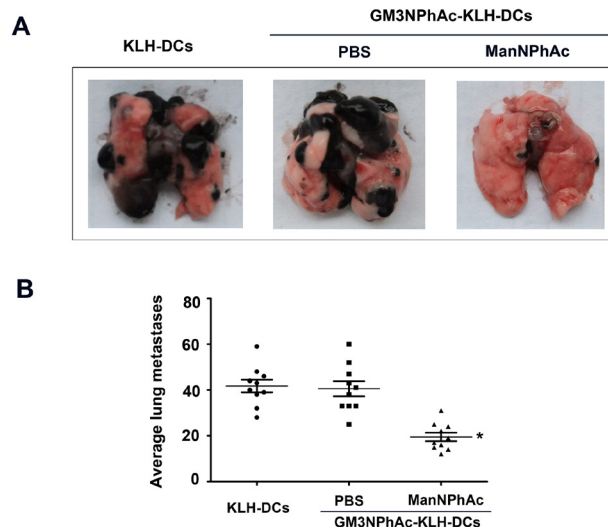 A
GM3NPhAc-KLH-DCs
KLH-DCs
PBS
ManNPhAc
B
Average lung metastases
80
60
40
20
0
*
KLH-DCs
PBS
ManNPhAc
GM3NPhAc-KLH-DCs